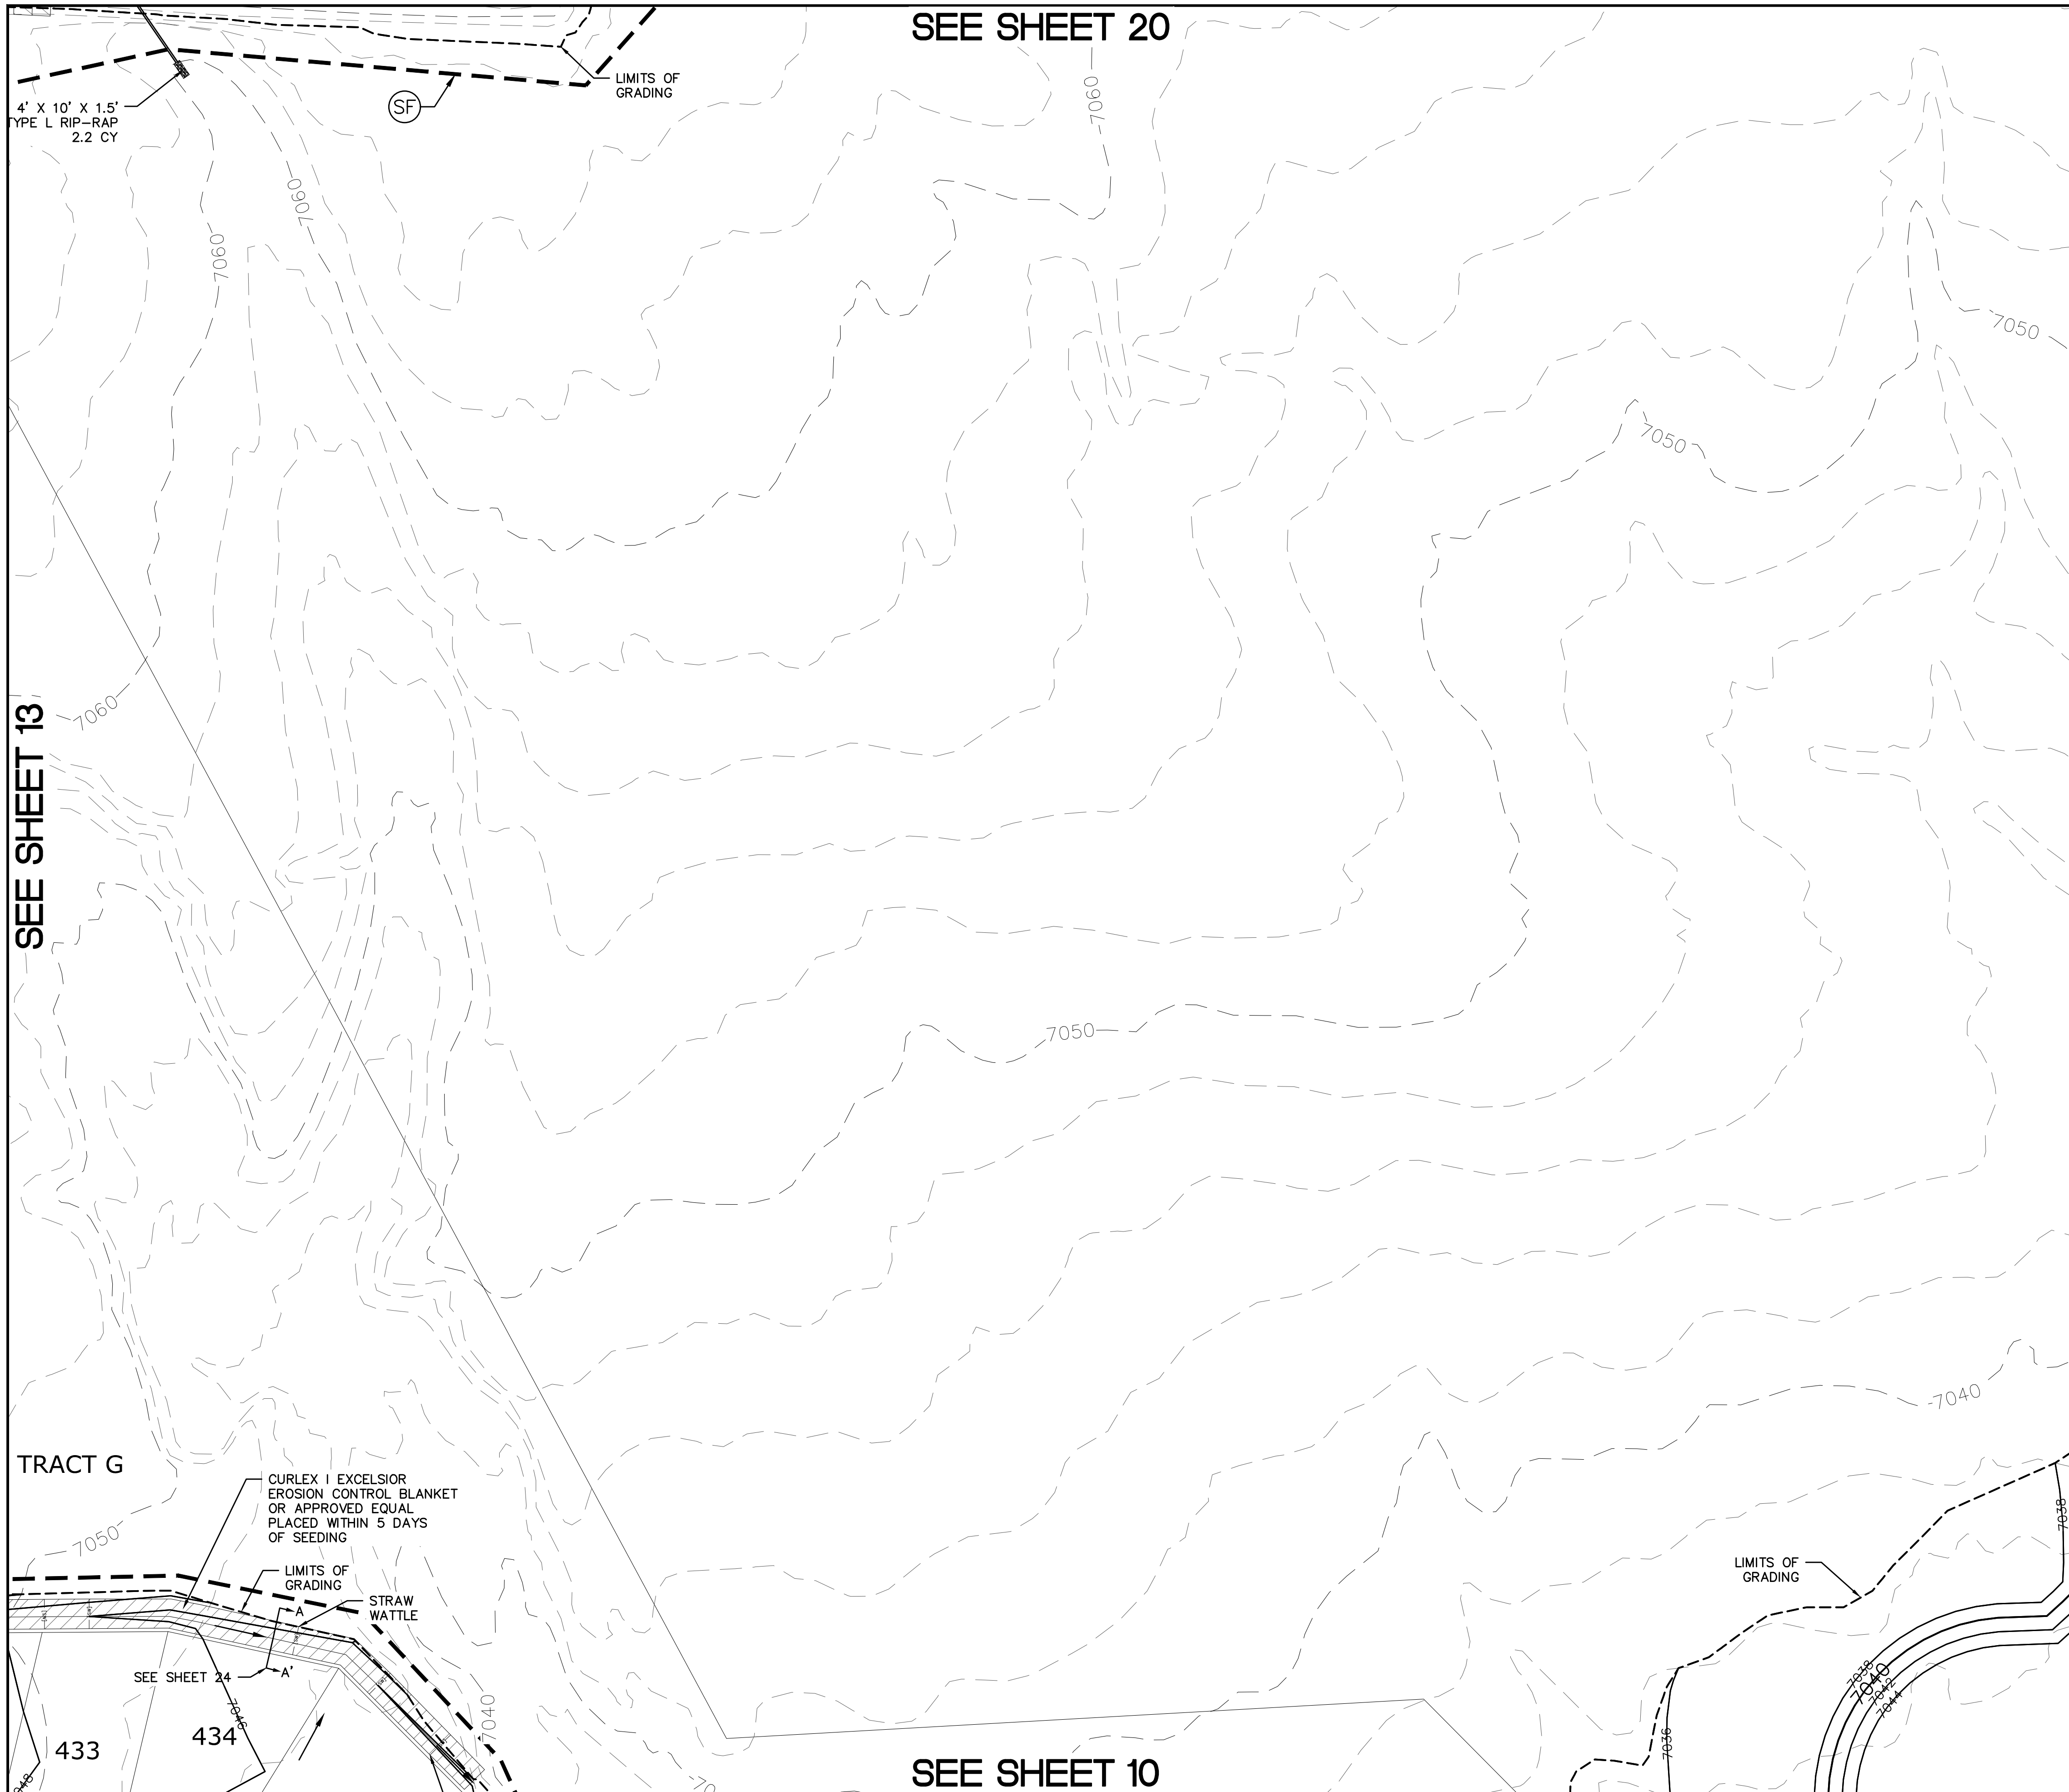 SEE SHEET 20
LIMITS OF
GRADING
4' X 10' X 1.5'
TYPE L RIP-RAP
2.2 CY
SF
7060
7060
7060
7050
7050
7060
SEE SHEET 13
7050
7040
TRACT G
CURLEX I EXCELSIOR
EROSION CONTROL BLANKET
OR APPROVED EQUAL
PLACED WITHIN 5 DAYS
OF SEEDING
7050
LIMITS OF
GRADING
STRAW
WATTLE
A
A'
SEE SHEET 24
7046
433
434
7040
LIMITS OF
GRADING
7038
7038
7040
7042
7044
7036
SEE SHEET 10